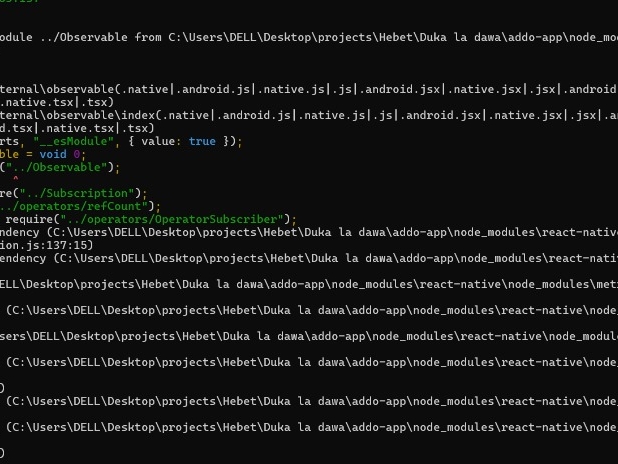 odule ../Observable from C:\Users\DELL\Desktop\projects\Hebet\Duka la dawa\addo-app\node_mo
ternal\observable(.native|.android.js|.native.js|.js|.android.jsx|.native.jsx|.jsx|.android
.native.tsx|.tsx)
ternal\observable\index(.native|.android.js|.native.js|.js|.android.jsx|.native.jsx|.jsx|.an
d.tsx|.native.tsx|.tsx)
rts, "__esModule", { value: true });
ble = void 0;
("../Observable");
^
re("../Subscription");
../operators/refCount");
require("../operators/OperatorSubscriber");
ndency (C:\Users\DELL\Desktop\projects\Hebet\Duka la dawa\addo-app\node_modules\react-nativ
ion.js:137:15)
endency (C:\Users\DELL\Desktop\projects\Hebet\Duka la dawa\addo-app\node_modules\react-nati
ELL\Desktop\projects\Hebet\Duka la dawa\addo-app\node_modules\react-native\node_modules\met
(C:\Users\DELL\Desktop\projects\Hebet\Duka la dawa\addo-app\node_modules\react-native\node_
sers\DELL\Desktop\projects\Hebet\Duka la dawa\addo-app\node_modules\react-native\node_modul
(C:\Users\DELL\Desktop\projects\Hebet\Duka la dawa\addo-app\node_modules\react-native\node_
)
(C:\Users\DELL\Desktop\projects\Hebet\Duka la dawa\addo-app\node_modules\react-native\node_
(C:\Users\DELL\Desktop\projects\Hebet\Duka la dawa\addo-app\node_modules\react-native\node_
)